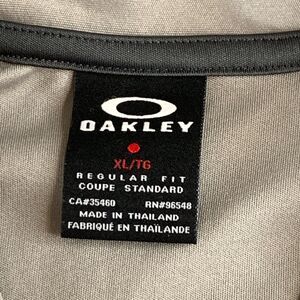 OAKLEY
XL/TG
REGULAR FIT
COUPE STANDARD
CA#35460 RN#96548
MADE IN THAILAND
FABRIQUÉ EN THAÏLANDE